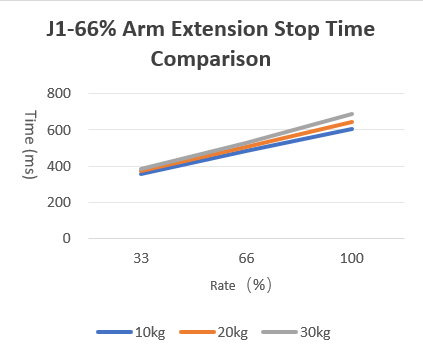 J1-66% Arm Extension Stop Time
Comparison
800
600
400
200
0
Time (ms)
33 66 100
Rate （%）
10kg 20kg 30kg